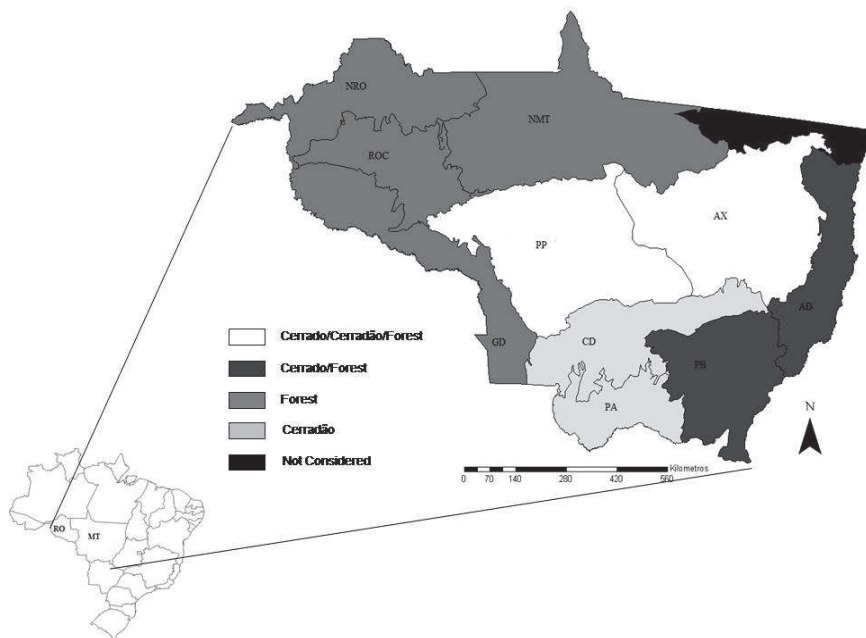 NRO
NMT
ROC
AX
PP
AD
GD
CD
PB
PA
Cerrado/Cerradão/Forest
Cerrado/Forest
Forest
Cerradão
Not Considered
N
Kilometros
0 70 140 280 420 560
RO
MT